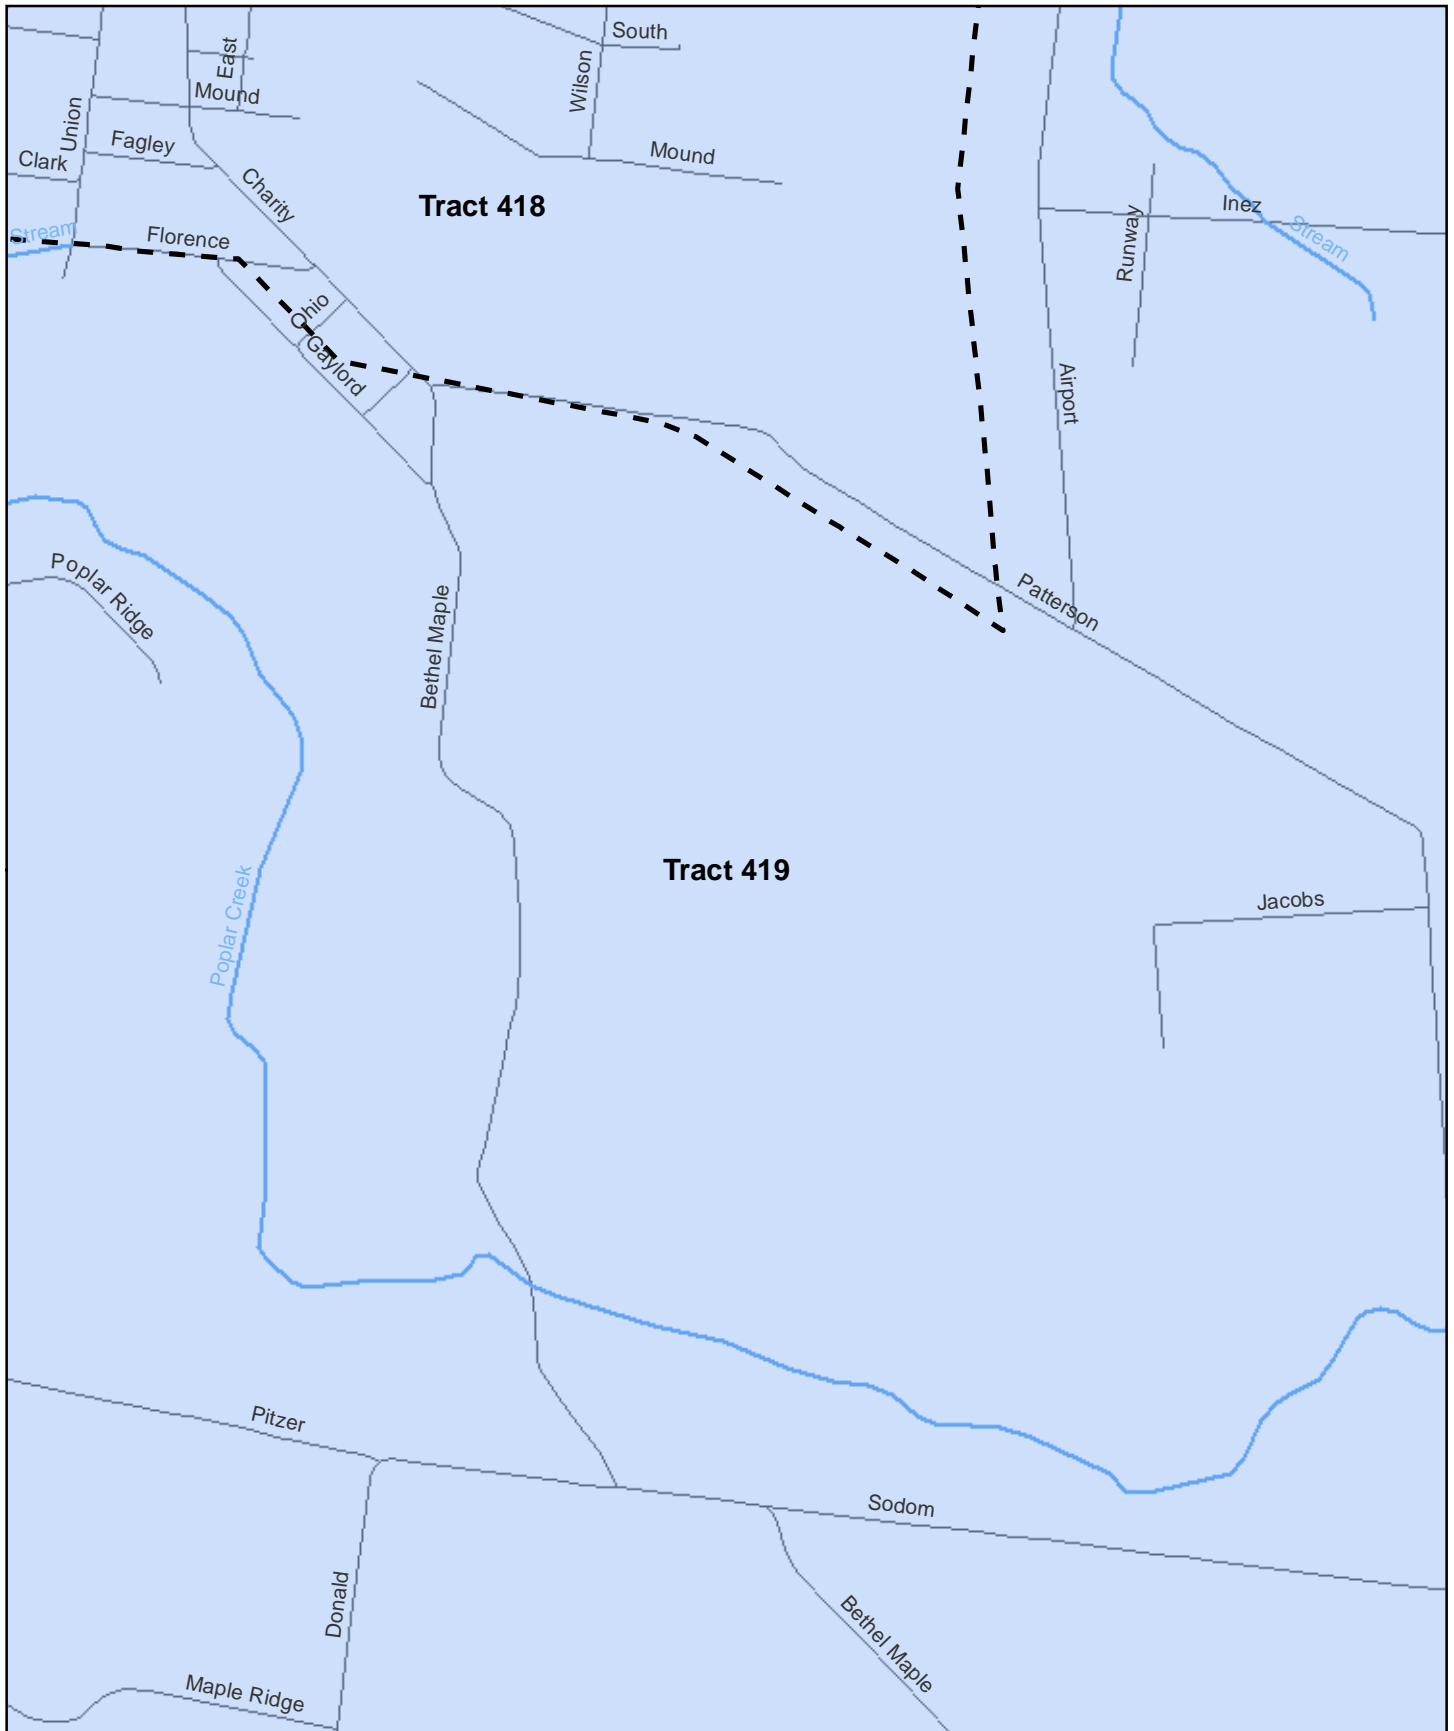 South
East
Wilson
Mound
Union
Fagley
Mound
Clark
Charity
Tract 418
Inez
Stream
Florence
Runway
Stream
Ohio
O
Gaylord
Airport
Poplar Ridge
Patterson
Bethel Maple
Tract 419
Jacobs
Poplar Creek
Pitzer
Sodom
Donald
Bethel Maple
Maple Ridge